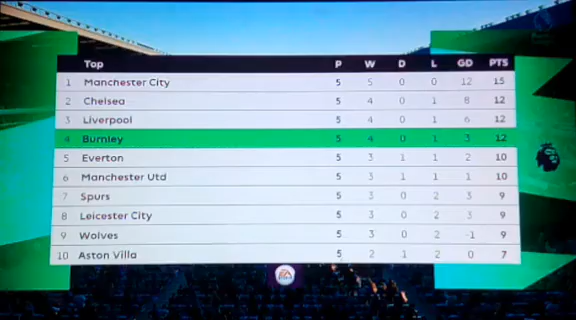 Top P W D L GD PTS
1 Manchester City 5 5 0 0 12 15
2 Chelsea 5 4 0 1 8 12
3 Liverpool 5 4 0 1 6 12
4 Burnley 5 4 0 1 3 12
5 Everton 5 3 1 1 2 10
6 Manchester Utd 5 3 1 1 1 10
7 Spurs 5 3 0 2 3 9
8 Leicester City 5 3 0 2 3 9
9 Wolves 5 3 0 2 -1 9
10 Aston Villa 5 2 1 2 0 7
EA